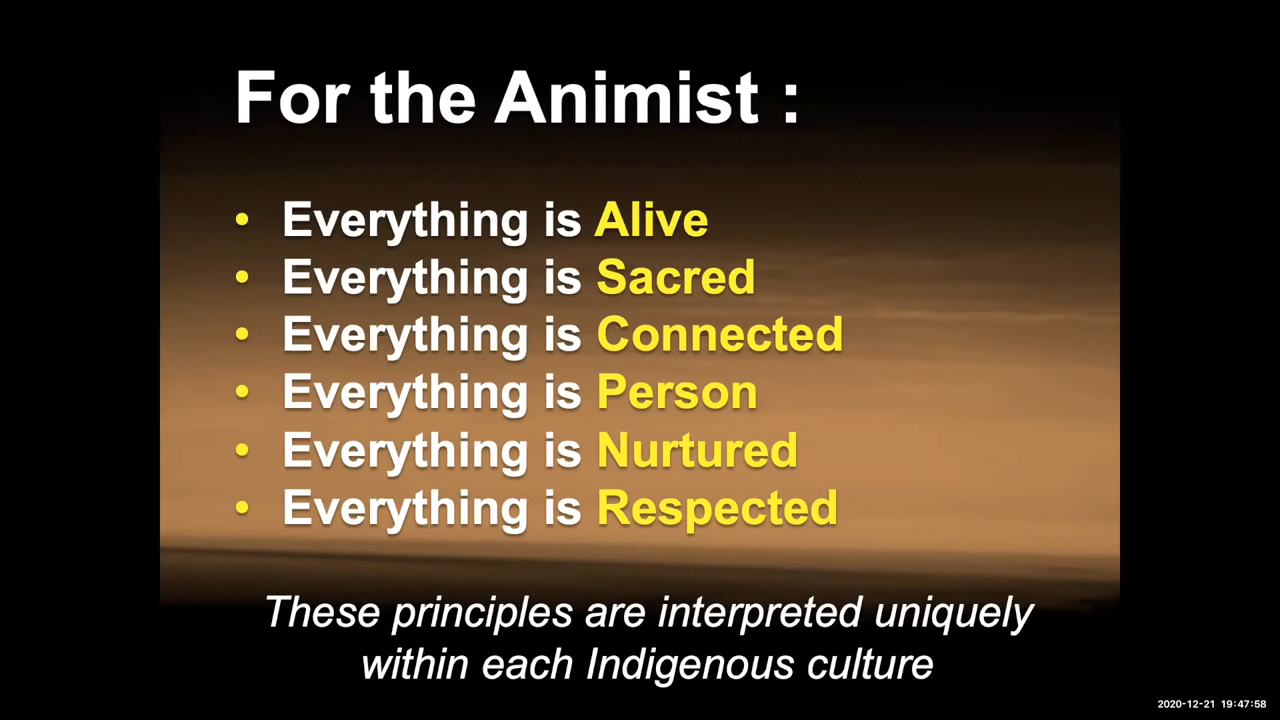 For the Animist :
• Everything is Alive
• Everything is Sacred
• Everything is Connected
• Everything is Person
• Everything is Nurtured
• Everything is Respected
These principles are interpreted uniquely
within each Indigenous culture
2020-12-21 19:47:58